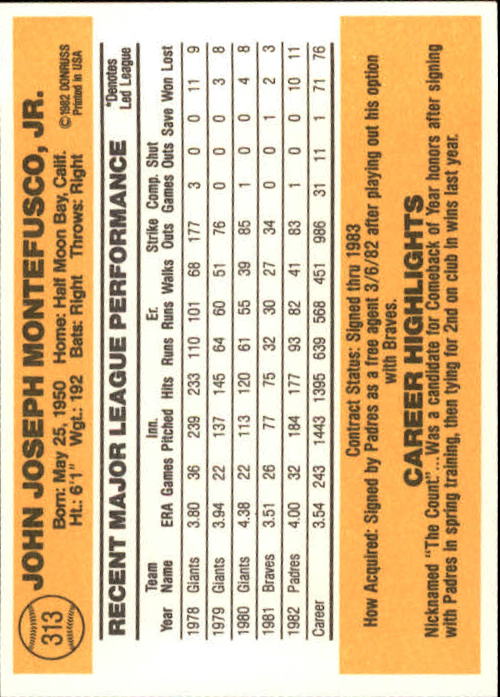 313
JOHN JOSEPH MONTEFUSCO, JR.
Born: May 25, 1950 Home: Half Moon Bay, Calif.
Ht.: 6'1" Wgt.: 192 Bats: Right Throws: Right
©1982 DONRUSS
Printed in USA
RECENT MAJOR LEAGUE PERFORMANCE
*Denotes
Led League
Team Inn. Er. Strike Comp. Shut
Year Name ERA Games Pitched Hits Runs Runs Walks Outs Games Outs Save Won Lost
1978 Giants 3.80 36 239 233 110 101 68 177 3 0 0 11 9
1979 Giants 3.94 22 137 145 64 60 51 76 0 0 0 3 8
1980 Giants 4.38 22 113 120 61 55 39 85 1 0 0 4 8
1981 Braves 3.51 26 77 75 32 30 27 34 0 0 1 2 3
1982 Padres 4.00 32 184 177 93 82 41 83 1 0 0 10 11
Career 3.54 243 1443 1395 639 568 451 986 31 11 1 71 76
Contract Status: Signed thru 1983
How Acquired: Signed by Padres as a free agent 3/6/82 after playing out his option
with Braves.
CAREER HIGHLIGHTS
Nicknamed "The Count"...Was a candidate for Comeback of Year honors after signing
with Padres in spring training, then tying for 2nd on club in wins last year.